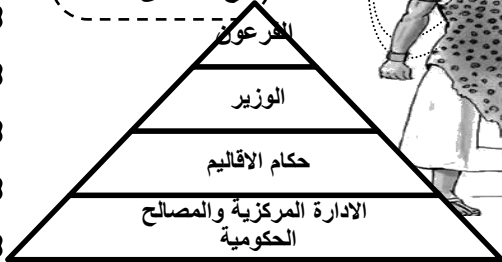 الفرعون
الوزير
حكام الاقاليم
الادارة المركزية والمصالح
الحكومية